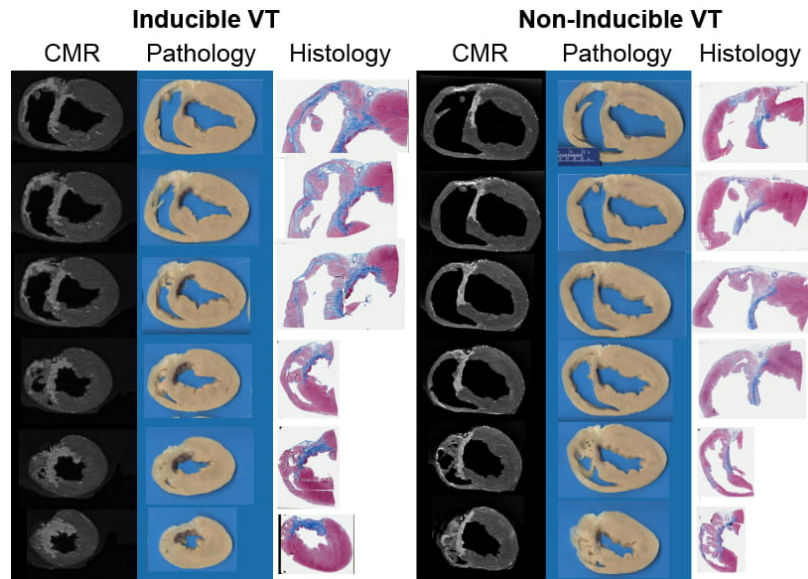 Inducible VT
Non-Inducible VT
CMR
Pathology
Histology
CMR
Pathology
Histology